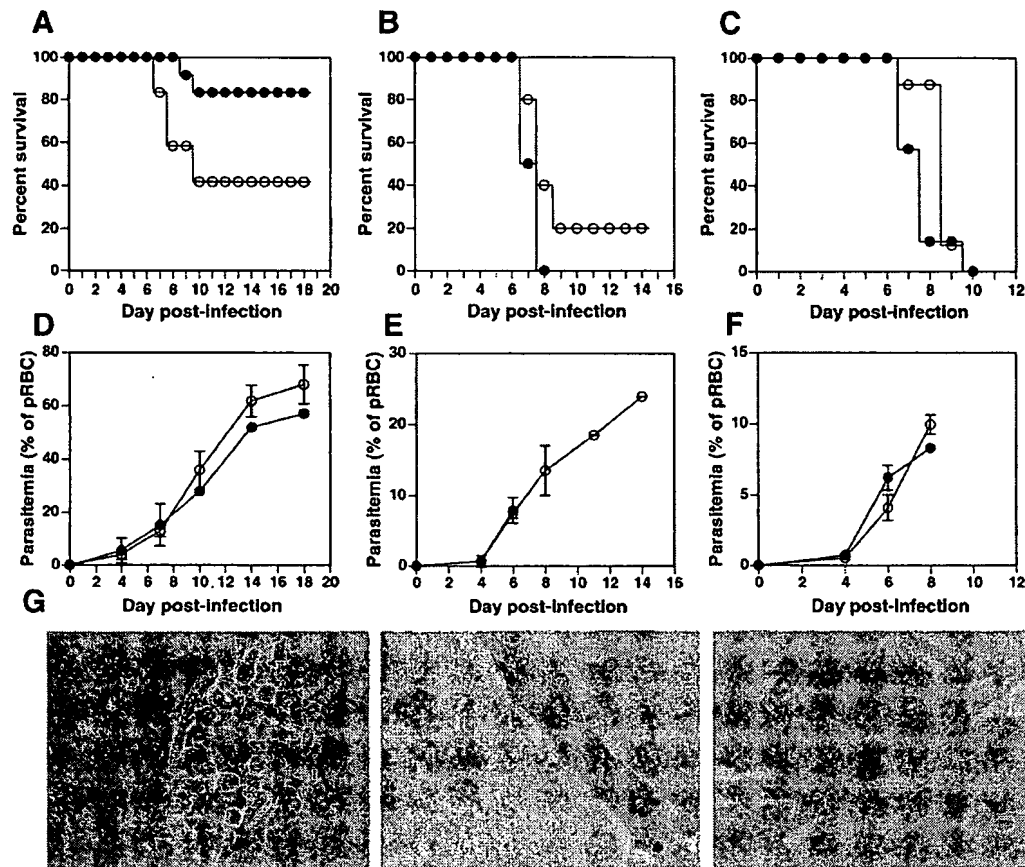 A
B
C
100
80
60
40
20
0
Percent survival
0 2 4 6 8 10 12 14 16 18 20
Day post-infection
100
80
60
40
20
0
Percent survival
0 2 4 6 8 10 12 14 16
Day post-infection
100
80
60
40
20
0
Percent survival
0 2 4 6 8 10 12
Day post-infection
D
E
F
80
60
40
20
0
Parasitemia (% of pRBC)
0 2 4 6 8 10 12 14 16 18 20
Day post-infection
30
20
10
0
Parasitemia (% of pRBC)
0 2 4 6 8 10 12 14 16
Day post-infection
15
10
5
0
Parasitemia (% of pRBC)
0 2 4 6 8 10 12
Day post-infection
G